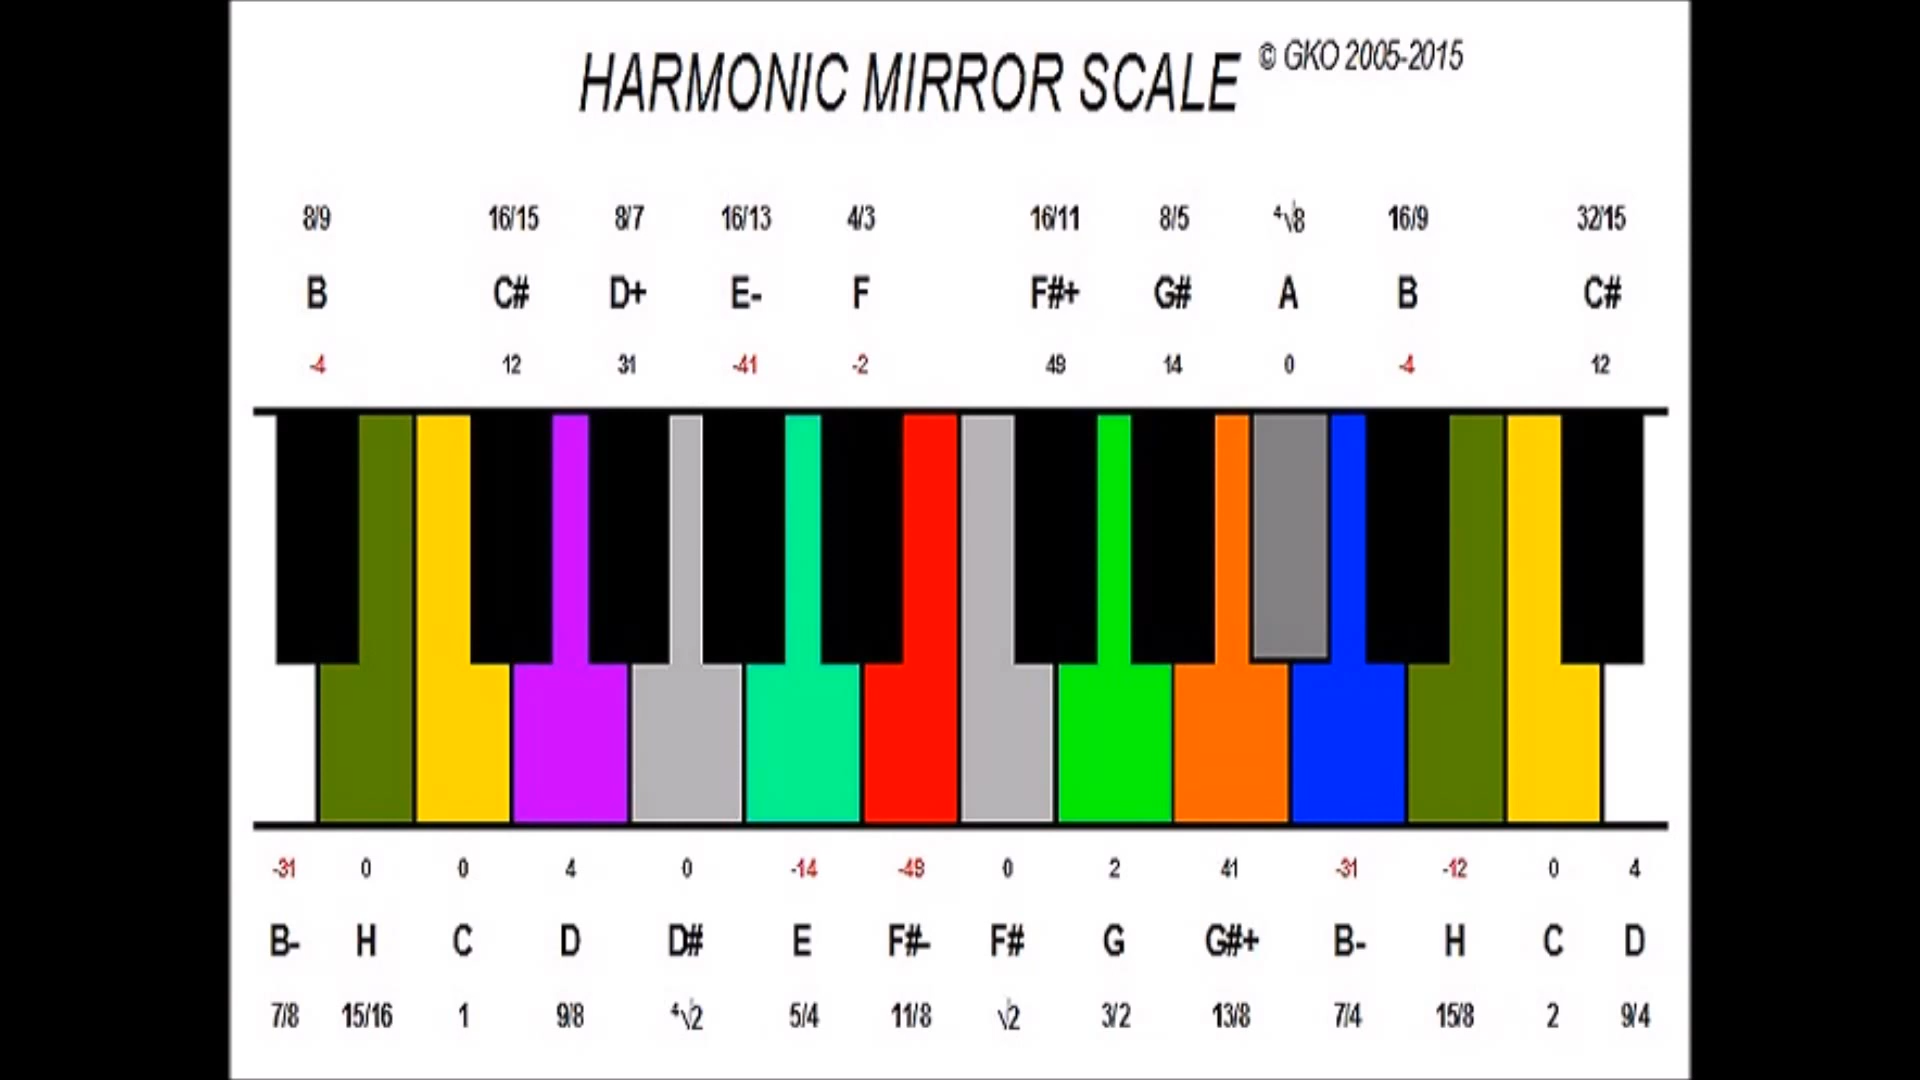 HARMONIC MIRROR SCALE © GKO 2005-2015
8/9 16/15 8/7 16/13 4/3 16/11 8/5 ⁴√8 16/9 32/15
B C# D+ E- F F#+ G# A B C#
-4 12 31 -41 -2 49 14 0 -4 12
-31 0 0 4 0 -14 -49 0 2 41 -31 -12 0 4
B- H C D D# E F#- F# G G#+ B- H C D
7/8 15/16 1 9/8 ⁴√2 5/4 11/8 √2 3/2 13/8 7/4 15/8 2 9/4